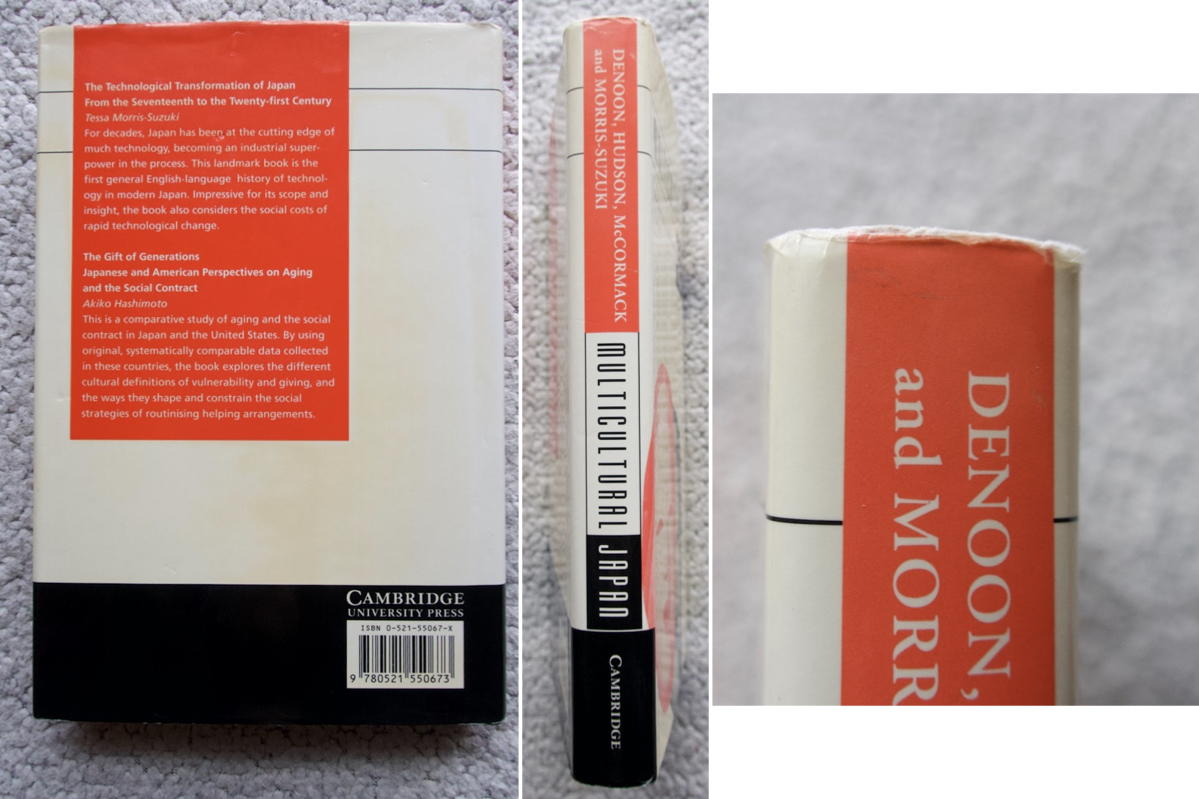 The Technological Transformation of Japan
From the Seventeenth to the Twenty-first Century
Tessa Morris-Suzuki
For decades, Japan has been at the cutting edge of
much technology, becoming an industrial super-
power in the process. This landmark book is the
first general English-language history of technol-
ogy in modern Japan. Impressive for its scope and
insight, the book also considers the social costs of
rapid technological change.
The Gift of Generations
Japanese and American Perspectives on Aging
and the Social Contract
Akiko Hashimoto
This is a comparative study of aging and the social
contract in Japan and the United States. By using
original, systematically comparable data collected
in these countries, the book explores the different
cultural definitions of vulnerability and giving, and
the ways they shape and constrain the social
strategies of routinising helping arrangements.
CAMBRIDGE
UNIVERSITY PRESS
ISBN 0-521-55067-X
9 780521 550673
DENOON, HUDSON, McCORMACK
and MORRIS-SUZUKI
MULTICULTURAL JAPAN
CAMBRIDGE
DENOON,
and MORR